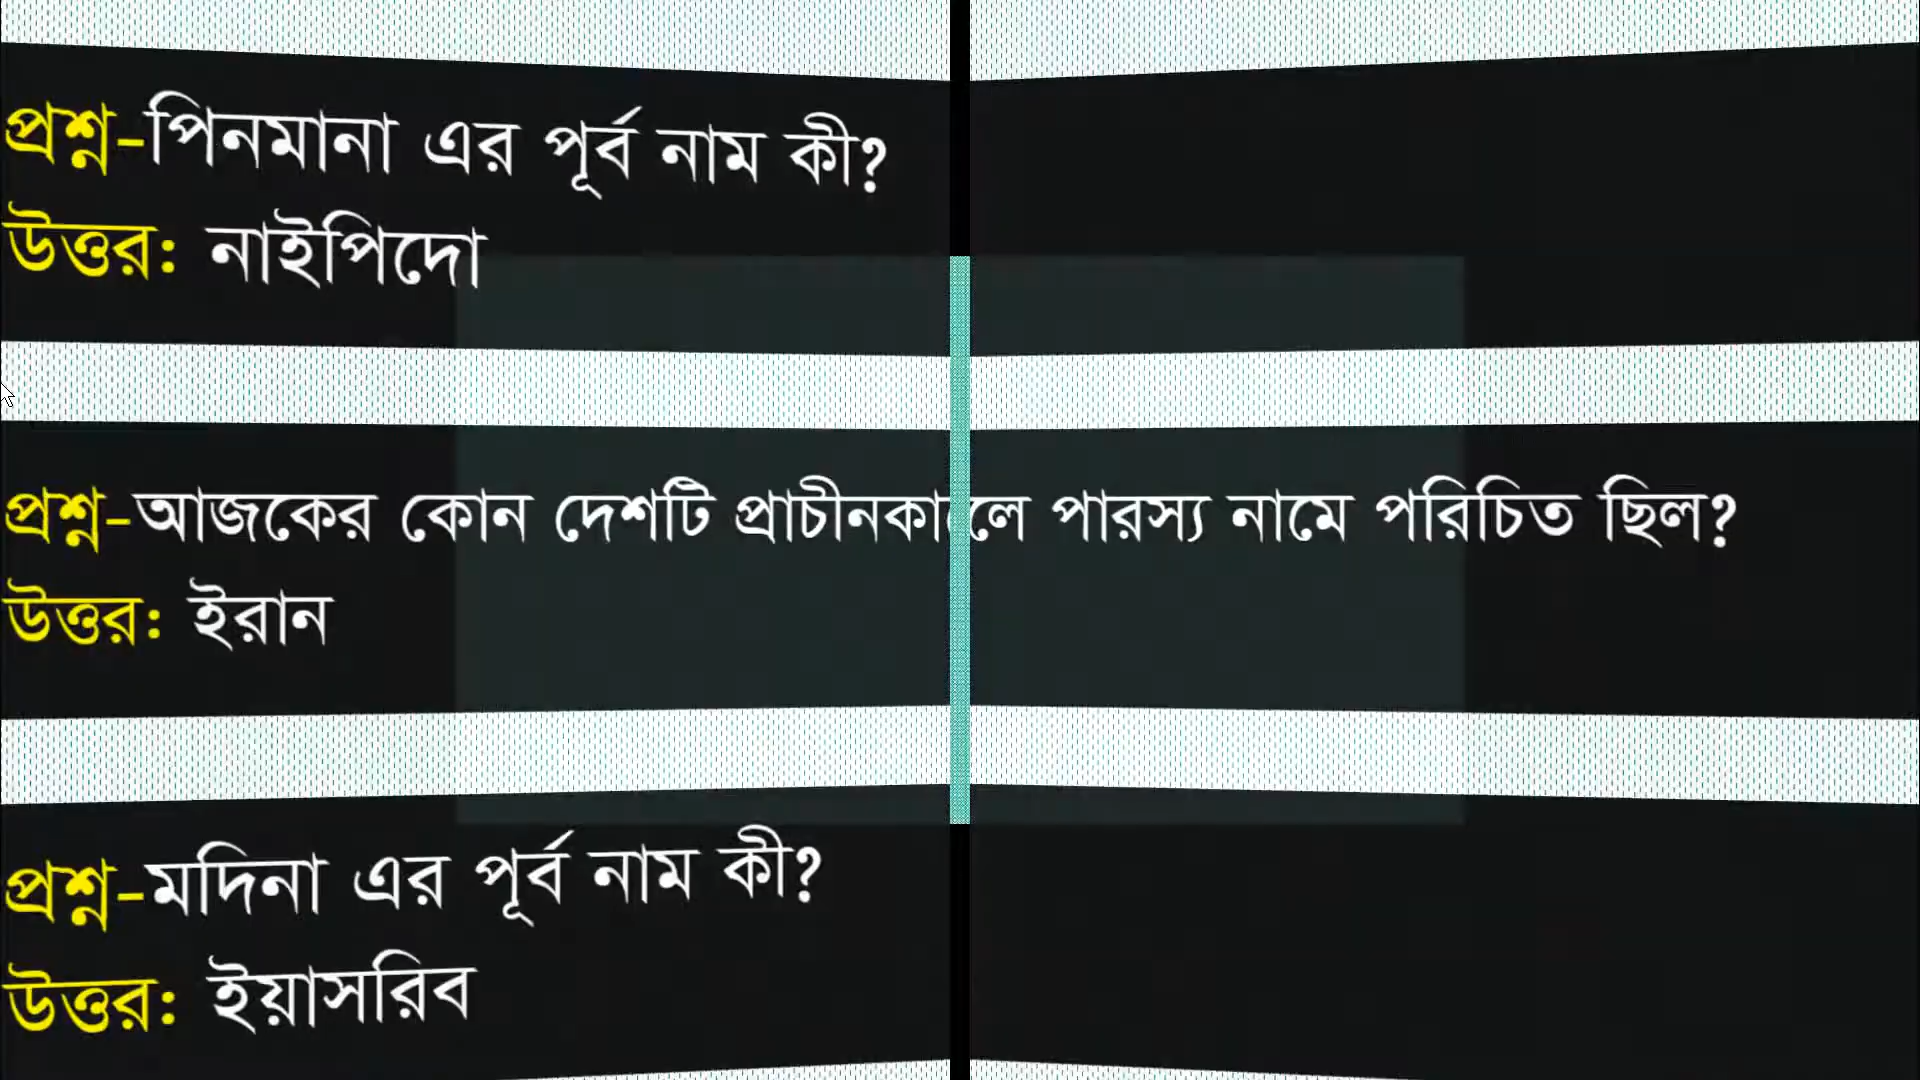 প্রশ্ন-পিনমানা এর পূর্ব নাম কী?
উত্তর: নাইপিদো
প্রশ্ন-আজকের কোন দেশটি প্রাচীনকালে পারস্য নামে পরিচিত ছিল?
উত্তর: ইরান
প্রশ্ন-মদিনা এর পূর্ব নাম কী?
উত্তর: ইয়াসরিব